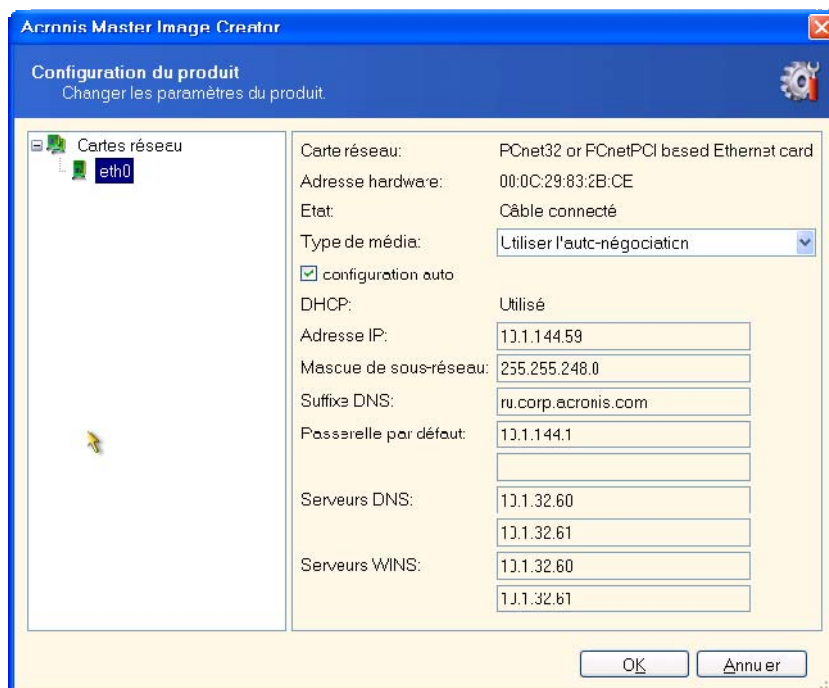 Acronis Master Image Creator
Configuration du produit
Changer les paramètres du produit.
Cartes réseau
eth0
Carte réseau: PCnet32 or PCnetPCI based Ethernet card
Adresse hardware: 00:0C:29:83:2B:CE
Etat: Câble connecté
Type de média: Utiliser l'auto-négociation
configuration auto
DHCP: Utilisé
Adresse IP: 10.1.144.59
Mascue de sous-réseau: 255.255.248.0
Suffixe DNS: ru.corp.acronis.com
Passerelle par défaut: 10.1.144.1
Serveurs DNS: 10.1.32.60
10.1.32.61
Serveurs WINS: 10.1.32.60
10.1.32.61
OK Annuler